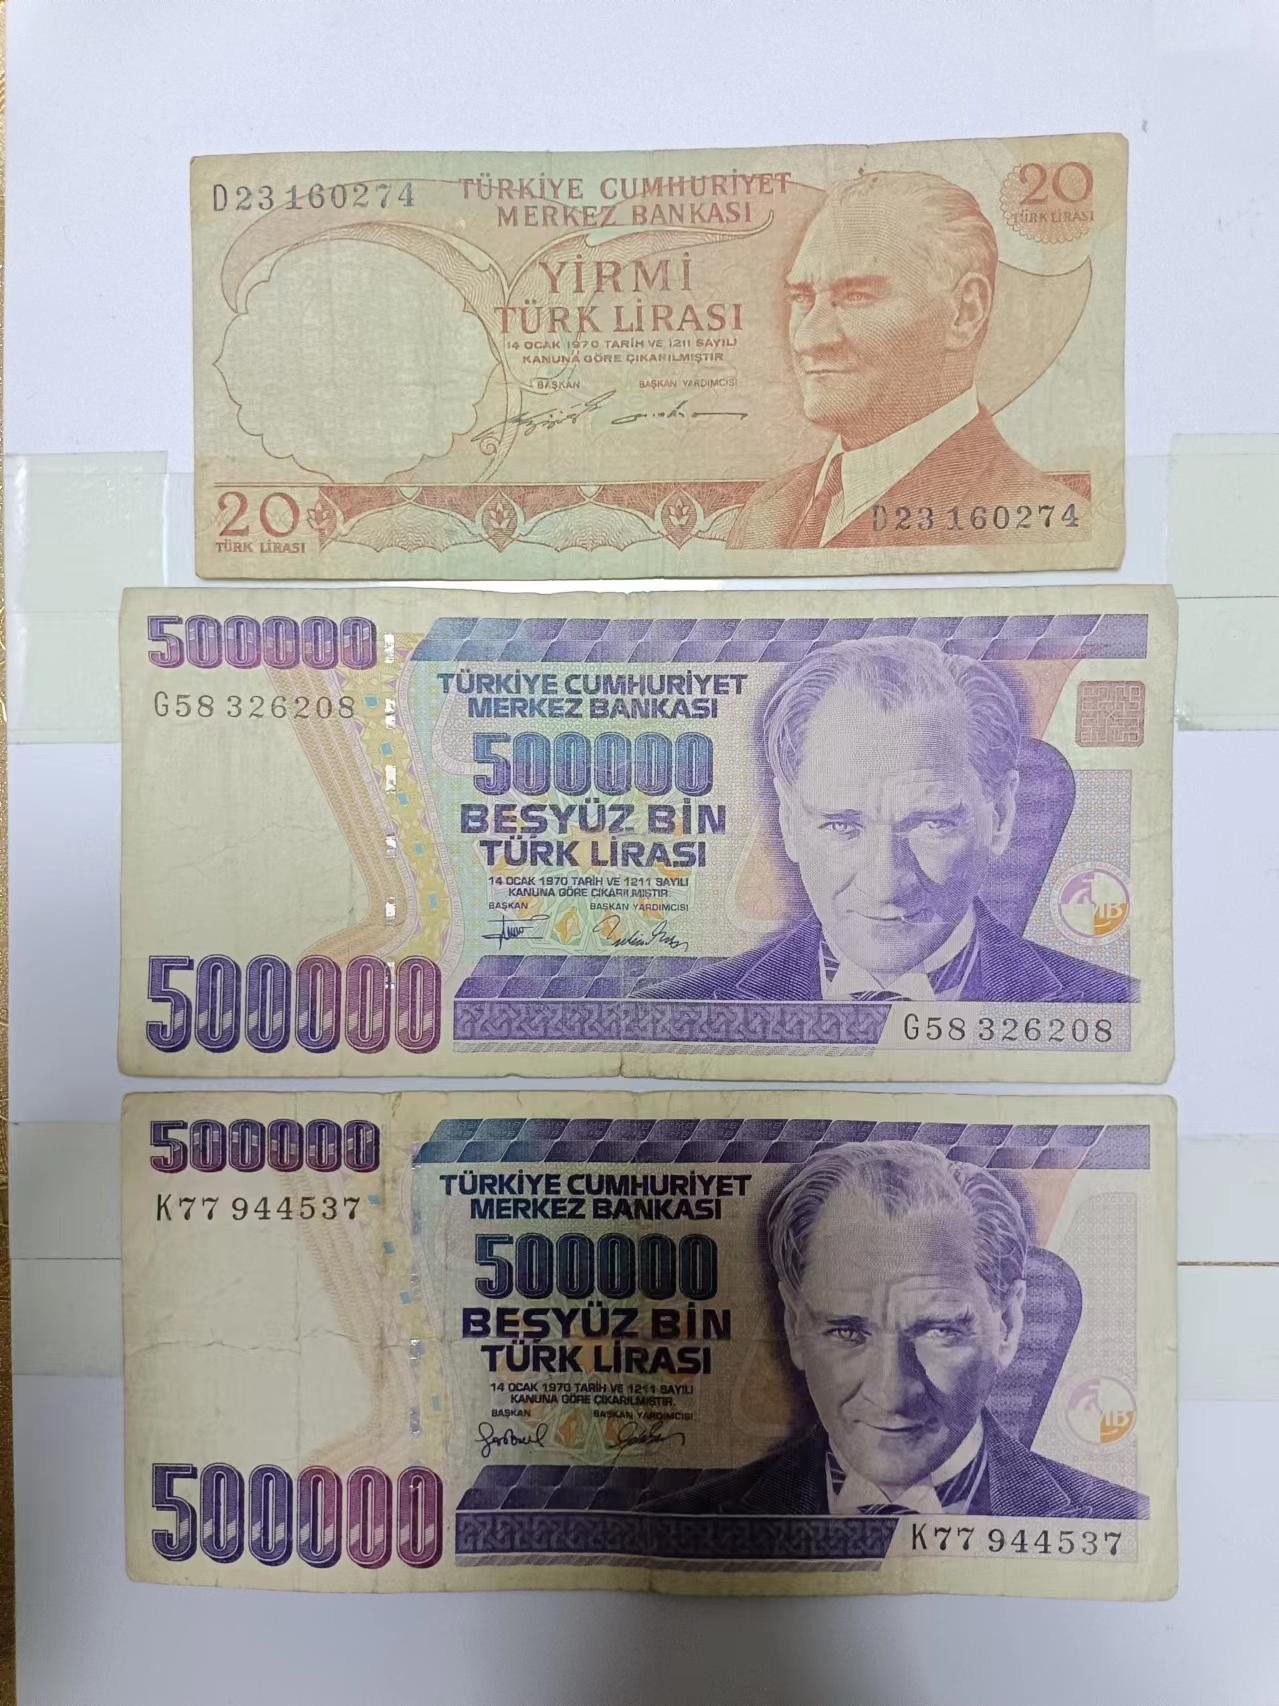 D23160274
TÜRKİYE CUMHURİYET
MERKEZ BANKASI
20
TÜRK LİRASI
YİRMİ
TÜRK LİRASI
14 OCAK 1970 TARİH VE 1211 SAYILI
KANUNA GÖRE ÇIKARILMIŞTIR
BAŞKAN BAŞKAN YARDIMCISI
20
TÜRK LİRASI
D23160274
500000
G58 326208
TÜRKİYE CUMHURİYET
MERKEZ BANKASI
500000
BEŞYÜZ BİN
TÜRK LİRASI
14 OCAK 1970 TARİH VE 1211 SAYILI
KANUNA GÖRE ÇIKARILMIŞTIR.
BAŞKAN BAŞKAN YARDIMCISI
500000
G58 326208
500000
K77 944537
TÜRKİYE CUMHURİYET
MERKEZ BANKASI
500000
BEŞYÜZ BİN
TÜRK LİRASI
14 OCAK 1970 TARİH VE 1211 SAYILI
KANUNA GÖRE ÇIKARILMIŞTIR.
BAŞKAN BAŞKAN YARDIMCISI
500000
K77 944537